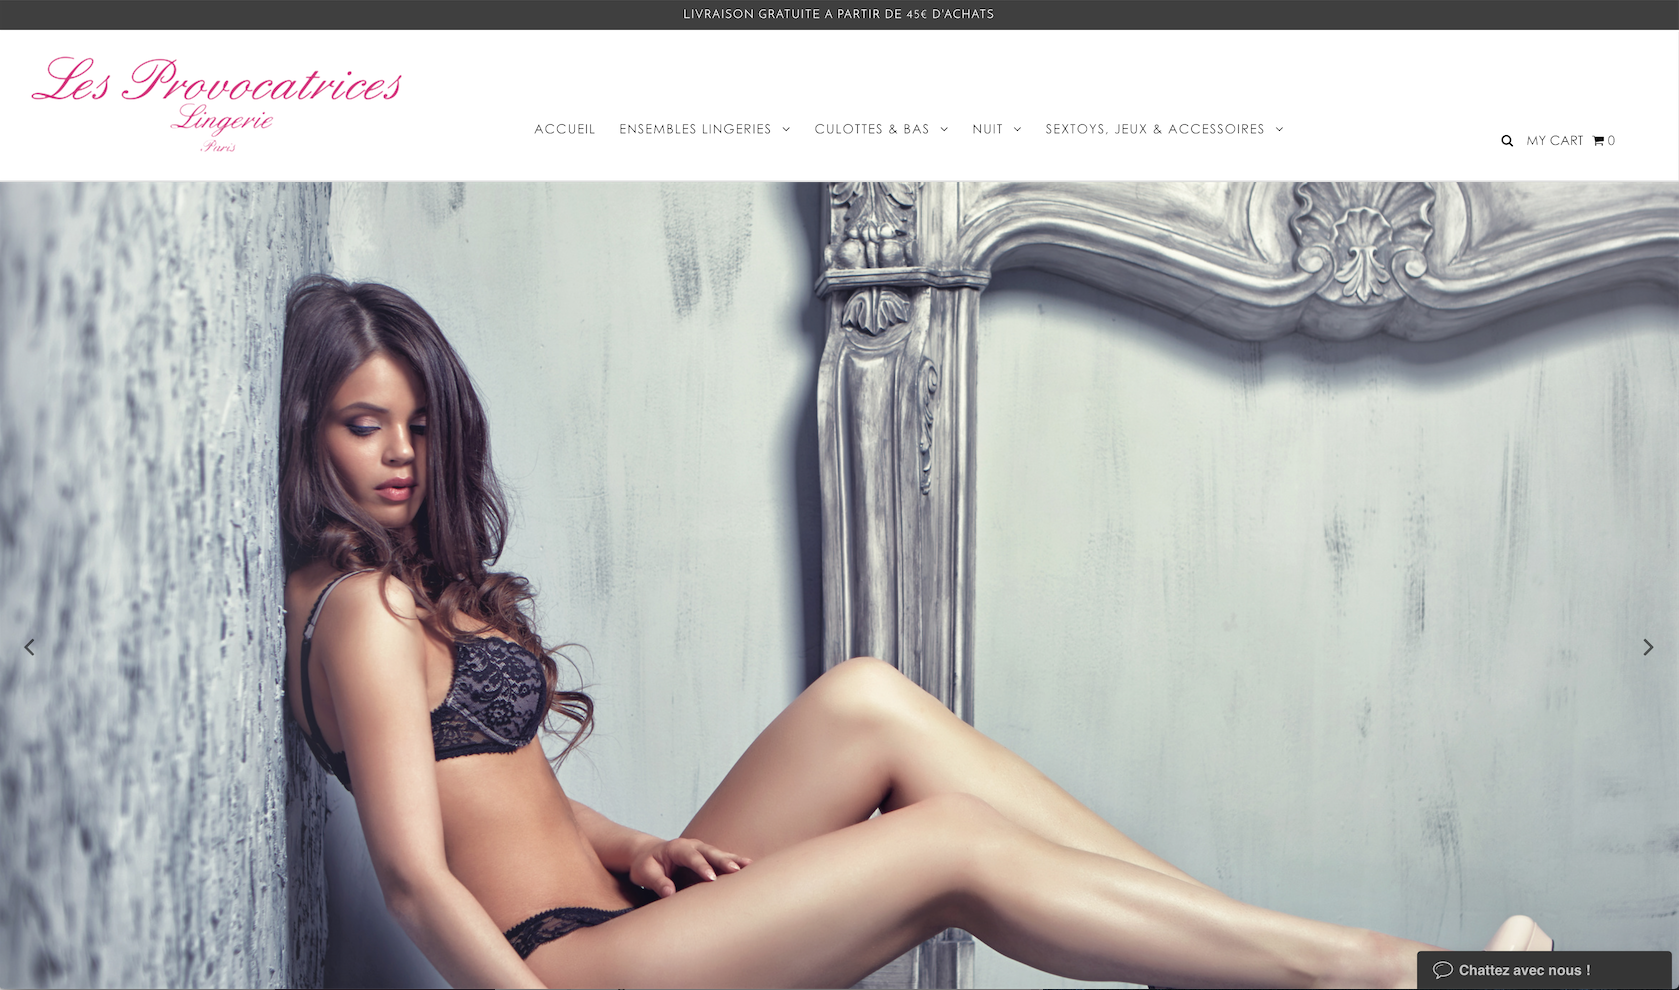 LIVRAISON GRATUITE A PARTIR DE 45€ D'ACHATS
Les Provocatrices
Lingerie
Paris
ACCUEIL ENSEMBLES LINGERIES CULOTTES & BAS NUIT SEXTOYS, JEUX & ACCESSOIRES
MY CART 0
Chattez avec nous !